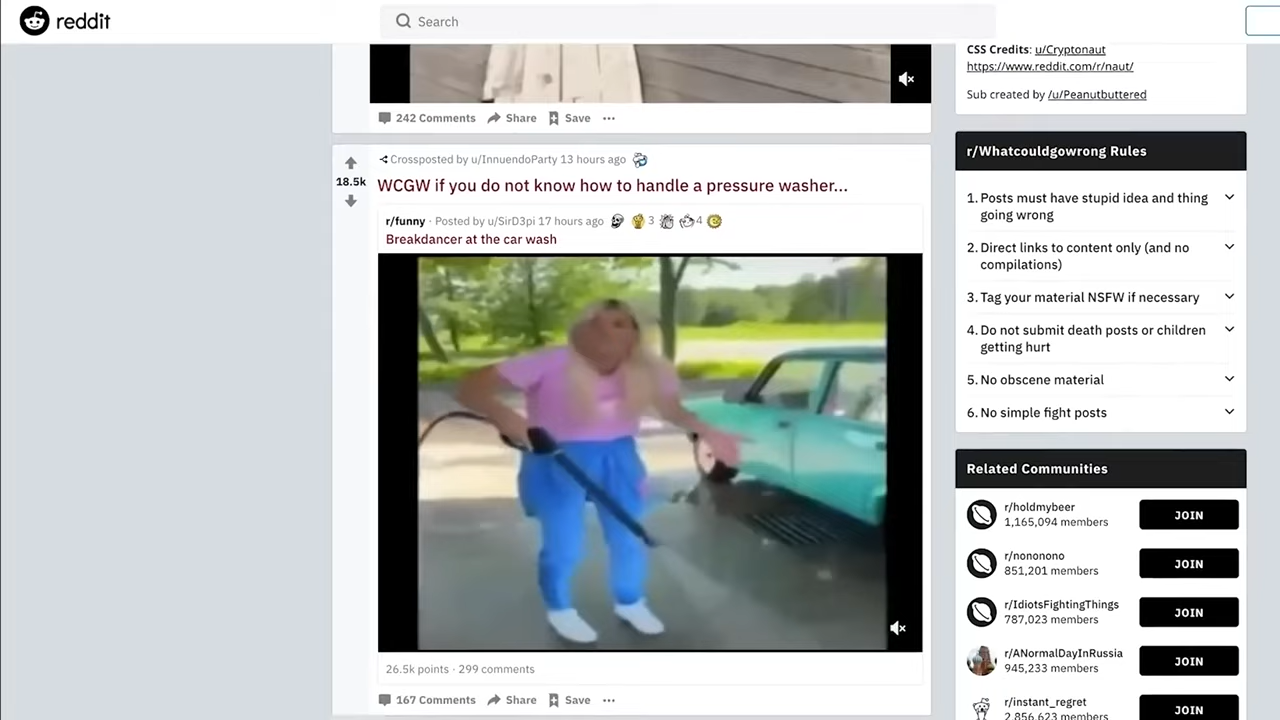 reddit
Search
242 Comments
Share
Save
Crossposted by u/InnuendoParty 13 hours ago
18.5k
WCGW if you do not know how to handle a pressure washer...
r/funny · Posted by u/SirD3pi 17 hours ago
3
4
Breakdancer at the car wash
26.5k points · 299 comments
167 Comments
Share
Save
CSS Credits: u/Cryptonaut
https://www.reddit.com/r/naut/
Sub created by /u/Peanutbuttered
r/Whatcouldgowrong Rules
1. Posts must have stupid idea and thing
going wrong
2. Direct links to content only (and no
compilations)
3. Tag your material NSFW if necessary
4. Do not submit death posts or children
getting hurt
5. No obscene material
6. No simple fight posts
Related Communities
r/holdmybeer
1,165,094 members
JOIN
r/nononono
851,201 members
JOIN
r/IdiotsFightingThings
787,023 members
JOIN
r/ANormalDayInRussia
945,233 members
JOIN
r/instant_regret
2,856,623 members
JOIN